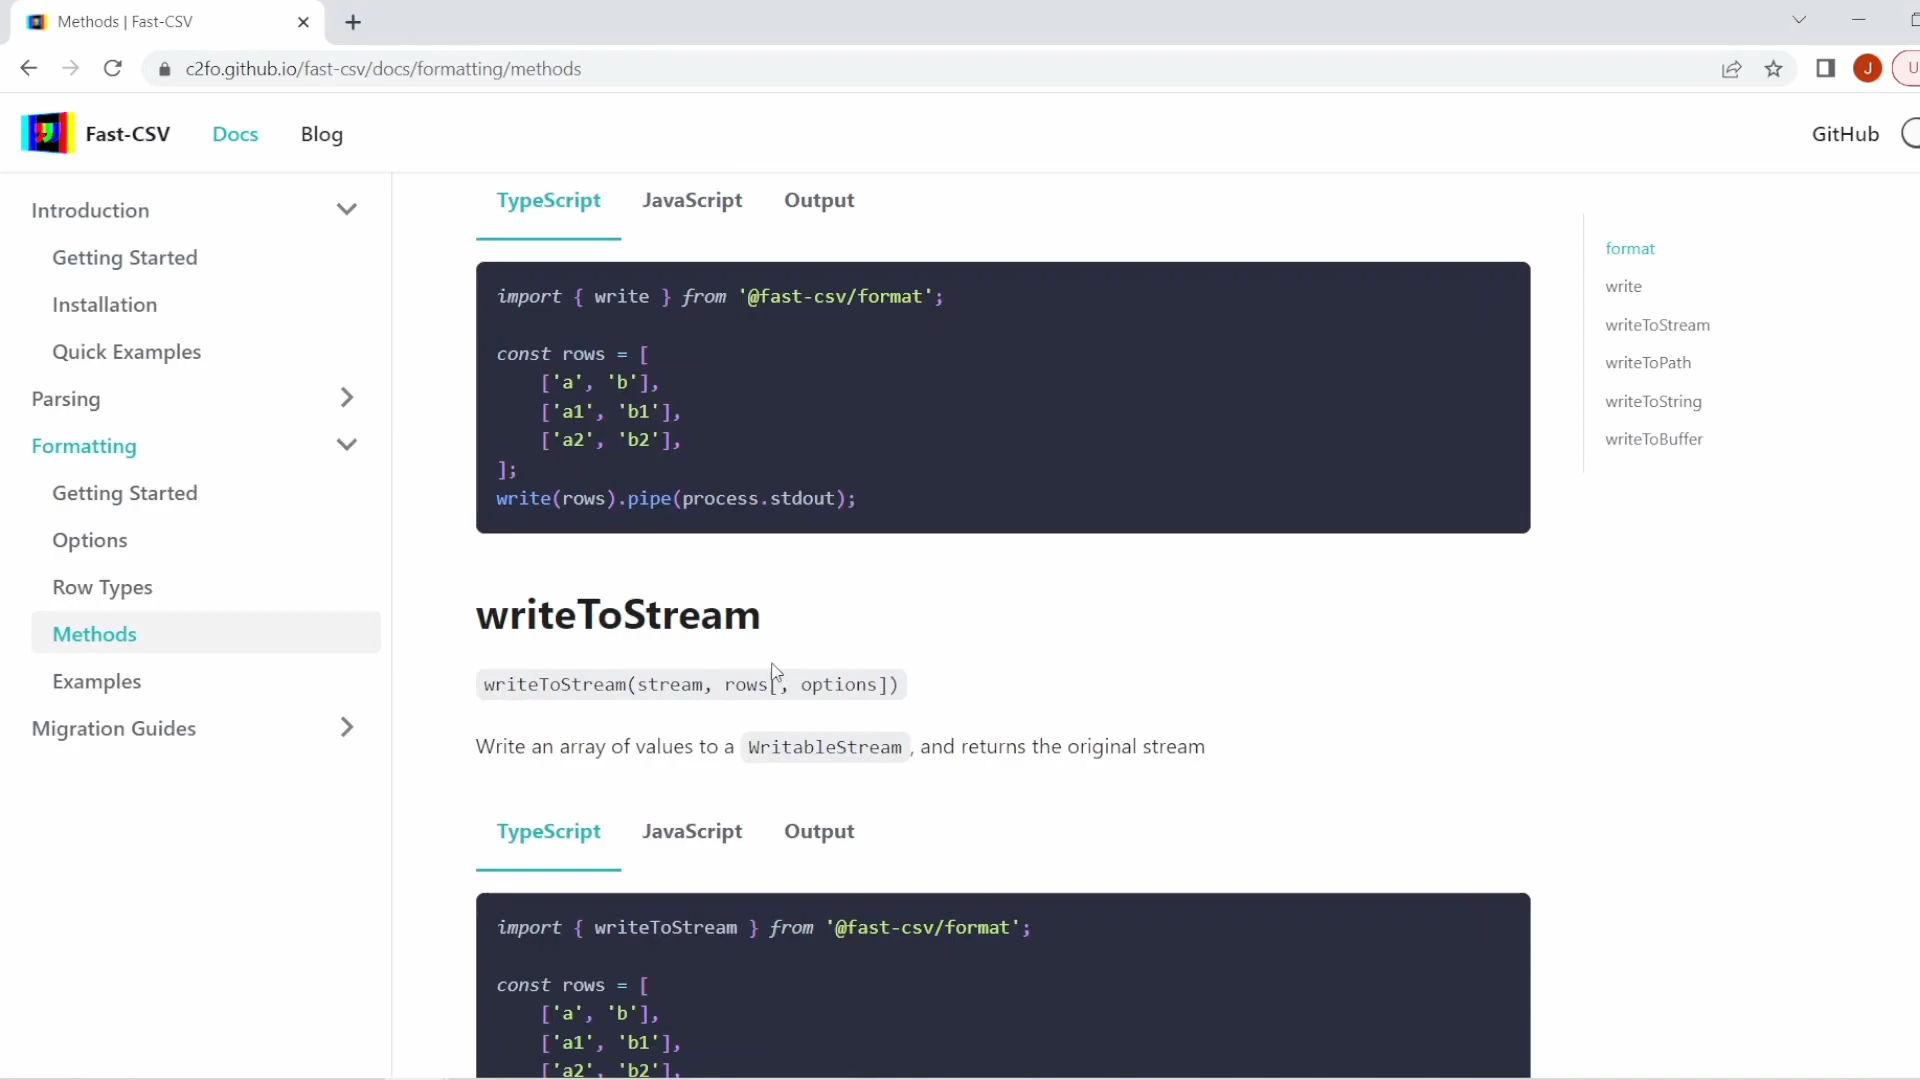 Methods | Fast-CSV
c2fo.github.io/fast-csv/docs/formatting/methods
J
U
Fast-CSV
Docs
Blog
GitHub
Introduction
Getting Started
Installation
Quick Examples
Parsing
Formatting
Getting Started
Options
Row Types
Methods
Examples
Migration Guides
TypeScript JavaScript Output
import { write } from '@fast-csv/format';
const rows = [
['a', 'b'],
['a1', 'b1'],
['a2', 'b2'],
];
write(rows).pipe(process.stdout);
writeToStream
writeToStream(stream, rows[, options])
Write an array of values to a WritableStream, and returns the original stream
TypeScript JavaScript Output
import { writeToStream } from '@fast-csv/format';
const rows = [
['a', 'b'],
['a1', 'b1'],
['a2', 'b2'],
format
write
writeToStream
writeToPath
writeToString
writeToBuffer